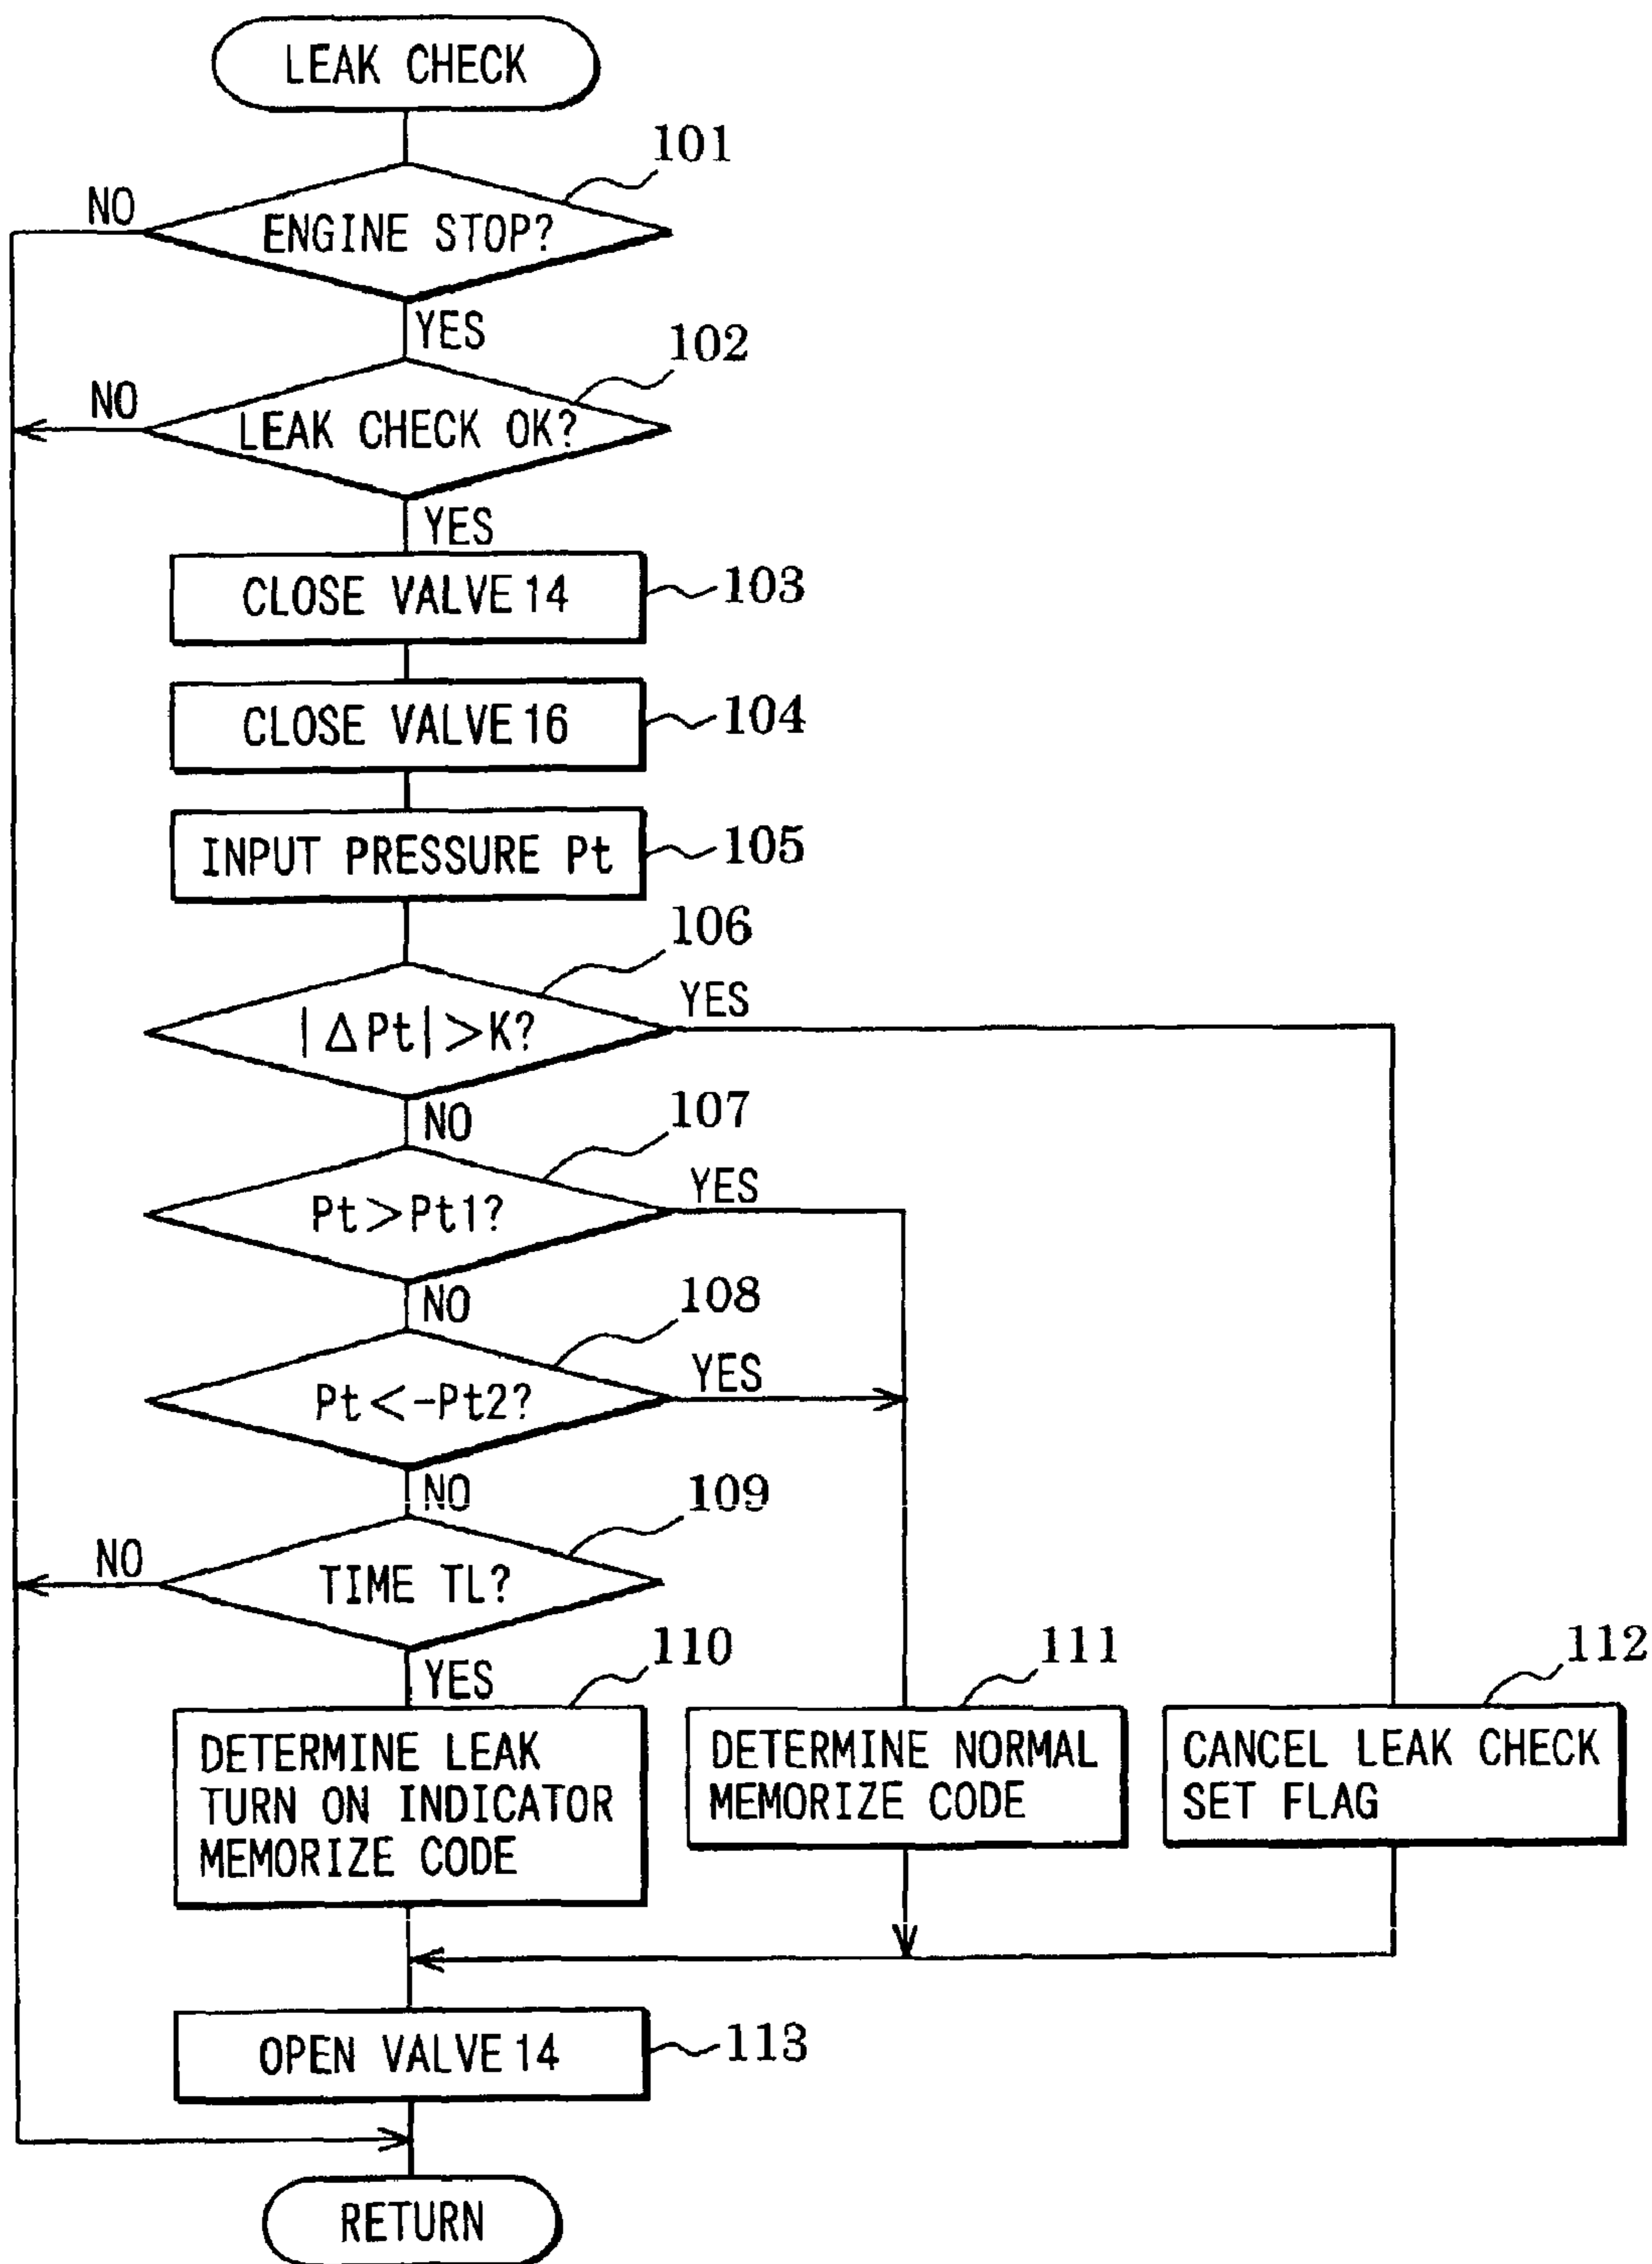 LEAK CHECK
101
NO
ENGINE STOP?
YES
102
NO
LEAK CHECK OK?
YES
CLOSE VALVE 14
103
CLOSE VALVE 16
104
INPUT PRESSURE Pt
105
106
YES
|ΔPt|>K?
NO
107
YES
Pt>Pt1?
NO
108
YES
Pt<-Pt2?
NO
109
NO
TIME TL?
YES
110
111
112
DETERMINE LEAK
TURN ON INDICATOR
MEMORIZE CODE
DETERMINE NORMAL
MEMORIZE CODE
CANCEL LEAK CHECK
SET FLAG
OPEN VALVE 14
113
RETURN